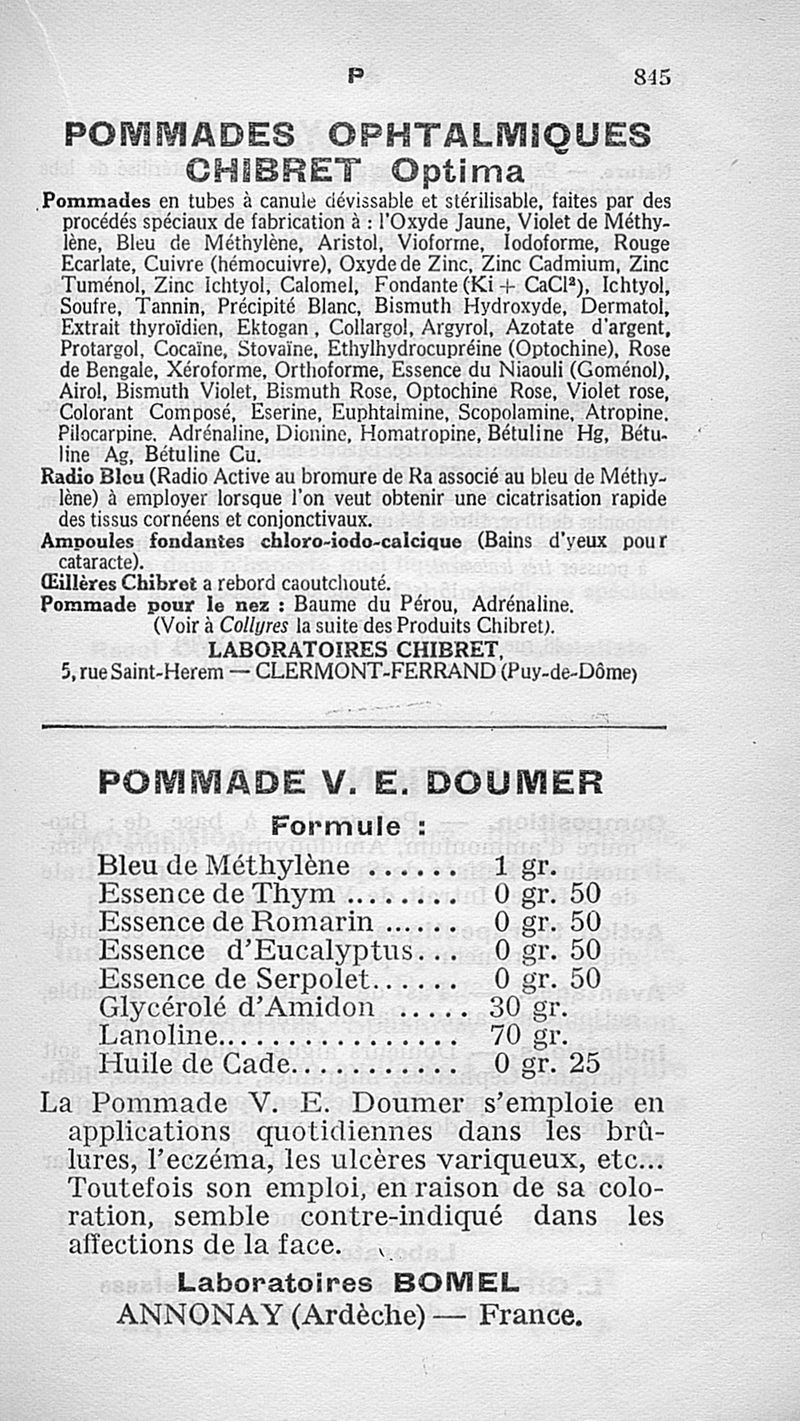 P 845
POMMADES OPHTALMIQUES
CHIBRET Optima
Pommades en tubes à canule dévissable et stérilisable, faites par des
procédés spéciaux de fabrication à : l'Oxyde Jaune, Violet de Méthy-
lène, Bleu de Méthylène, Aristol, Vioforme, Iodoforme, Rouge
Ecarlate, Cuivre (hémocuivre), Oxyde de Zinc, Zinc Cadmium, Zinc
Tuménol, Zinc Ichtyol, Calomel, Fondante (Ki + CaCl²), Ichtyol,
Soufre, Tannin, Précipité Blanc, Bismuth Hydroxyde, Dermatol,
Extrait thyroïdien, Ektogan , Collargol, Argyrol, Azotate d'argent,
Protargol, Cocaïne, Stovaïne, Ethylhydrocupréine (Optochine), Rose
de Bengale, Xéroforme, Orthoforme, Essence du Niaouli (Goménol),
Airol, Bismuth Violet, Bismuth Rose, Optochine Rose, Violet rose,
Colorant Composé, Eserine, Euphtalmine, Scopolamine, Atropine,
Pilocarpine, Adrénaline, Dionine, Homatropine, Bétuline Hg, Bétu-
line Ag, Bétuline Cu.
Radio Bleu (Radio Active au bromure de Ra associé au bleu de Méthy-
lène) à employer lorsque l'on veut obtenir une cicatrisation rapide
des tissus cornéens et conjonctivaux.
Ampoules fondantes chloro-iodo-calcique (Bains d'yeux pour
cataracte).
Œillères Chibret a rebord caoutchouté.
Pommade pour le nez : Baume du Pérou, Adrénaline.
(Voir à Collyres la suite des Produits Chibret).
LABORATOIRES CHIBRET,
5, rue Saint-Herem — CLERMONT-FERRAND (Puy-de-Dôme)
POMMADE V. E. DOUMER
Formule :
Bleu de Méthylène ...... 1 gr.
Essence de Thym ........ 0 gr. 50
Essence de Romarin ...... 0 gr. 50
Essence d'Eucalyptus... 0 gr. 50
Essence de Serpolet...... 0 gr. 50
Glycérolé d'Amidon ..... 30 gr.
Lanoline................ 70 gr.
Huile de Cade........... 0 gr. 25
La Pommade V. E. Doumer s'emploie en
applications quotidiennes dans les brû-
lures, l'eczéma, les ulcères variqueux, etc...
Toutefois son emploi, en raison de sa colo-
ration, semble contre-indiqué dans les
affections de la face.
Laboratoires BOMEL
ANNONAY (Ardèche) — France.